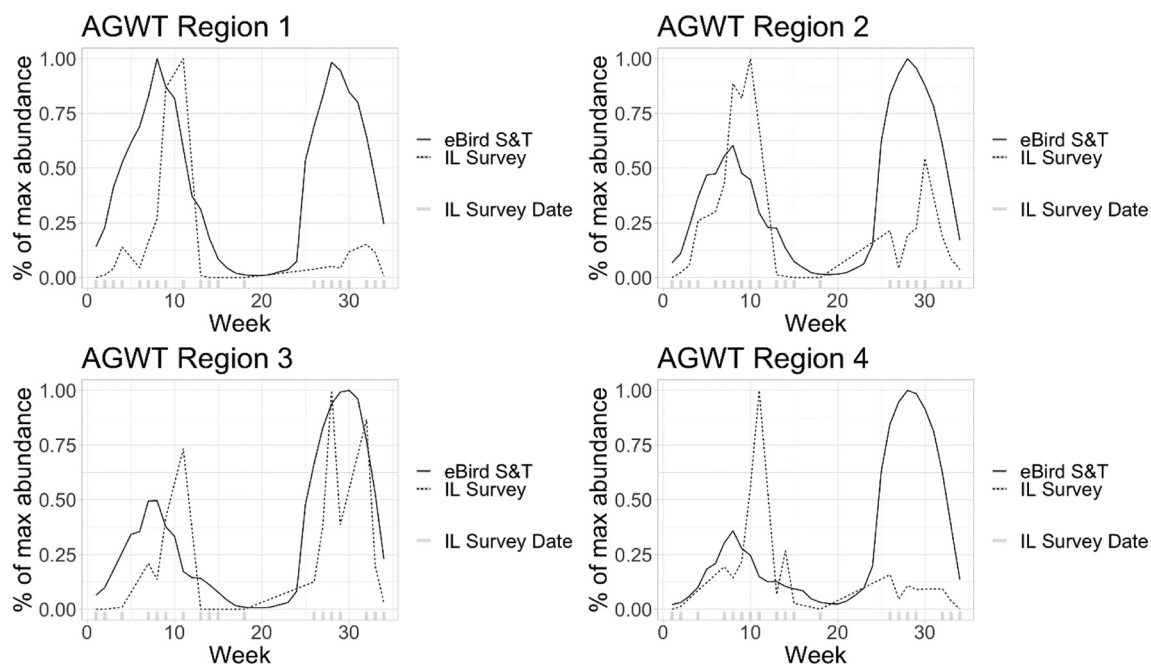 AGWT Region 1
% of max abundance
1.00
0.75
0.50
0.25
0.00
0 10 20 30
Week
eBird S&T
IL Survey
IL Survey Date
AGWT Region 2
% of max abundance
1.00
0.75
0.50
0.25
0.00
0 10 20 30
Week
eBird S&T
IL Survey
IL Survey Date
AGWT Region 3
% of max abundance
1.00
0.75
0.50
0.25
0.00
0 10 20 30
Week
eBird S&T
IL Survey
IL Survey Date
AGWT Region 4
% of max abundance
1.00
0.75
0.50
0.25
0.00
0 10 20 30
Week
eBird S&T
IL Survey
IL Survey Date